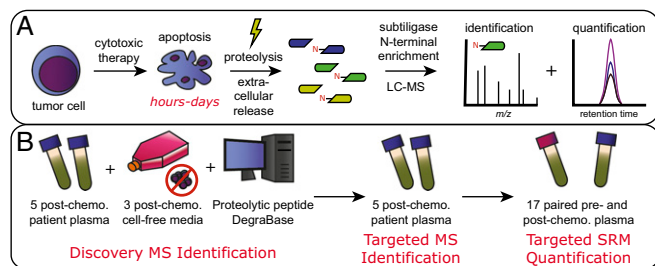 A
cytotoxic
therapy
tumor cell
apoptosis
hours-days
proteolysis
extra-
cellular
release
N
N
N
subtiligase
N-terminal
enrichment
LC-MS
identification
N
m/z
+
quantification
retention time
B
5 post-chemo.
patient plasma
+
3 post-chemo.
cell-free media
+
Proteolytic peptide
DegraBase
Discovery MS Identification
5 post-chemo.
patient plasma
Targeted MS
Identification
17 paired pre- and
post-chemo. plasma
Targeted SRM
Quantification